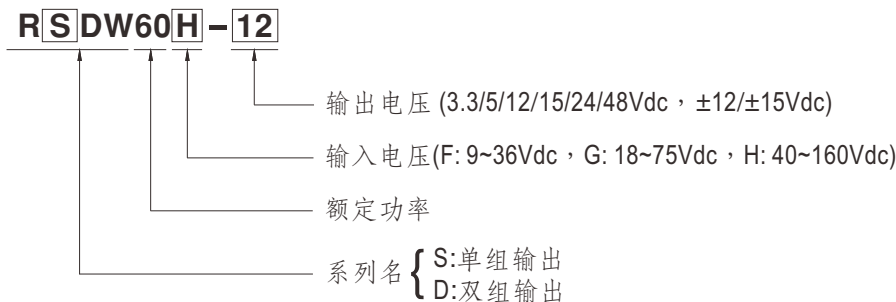 RSDW60H-12
输出电压 (3.3/5/12/15/24/48Vdc，±12/±15Vdc)
输入电压(F: 9~36Vdc，G: 18~75Vdc，H: 40~160Vdc)
额定功率
系列名{ S:单组输出
D:双组输出